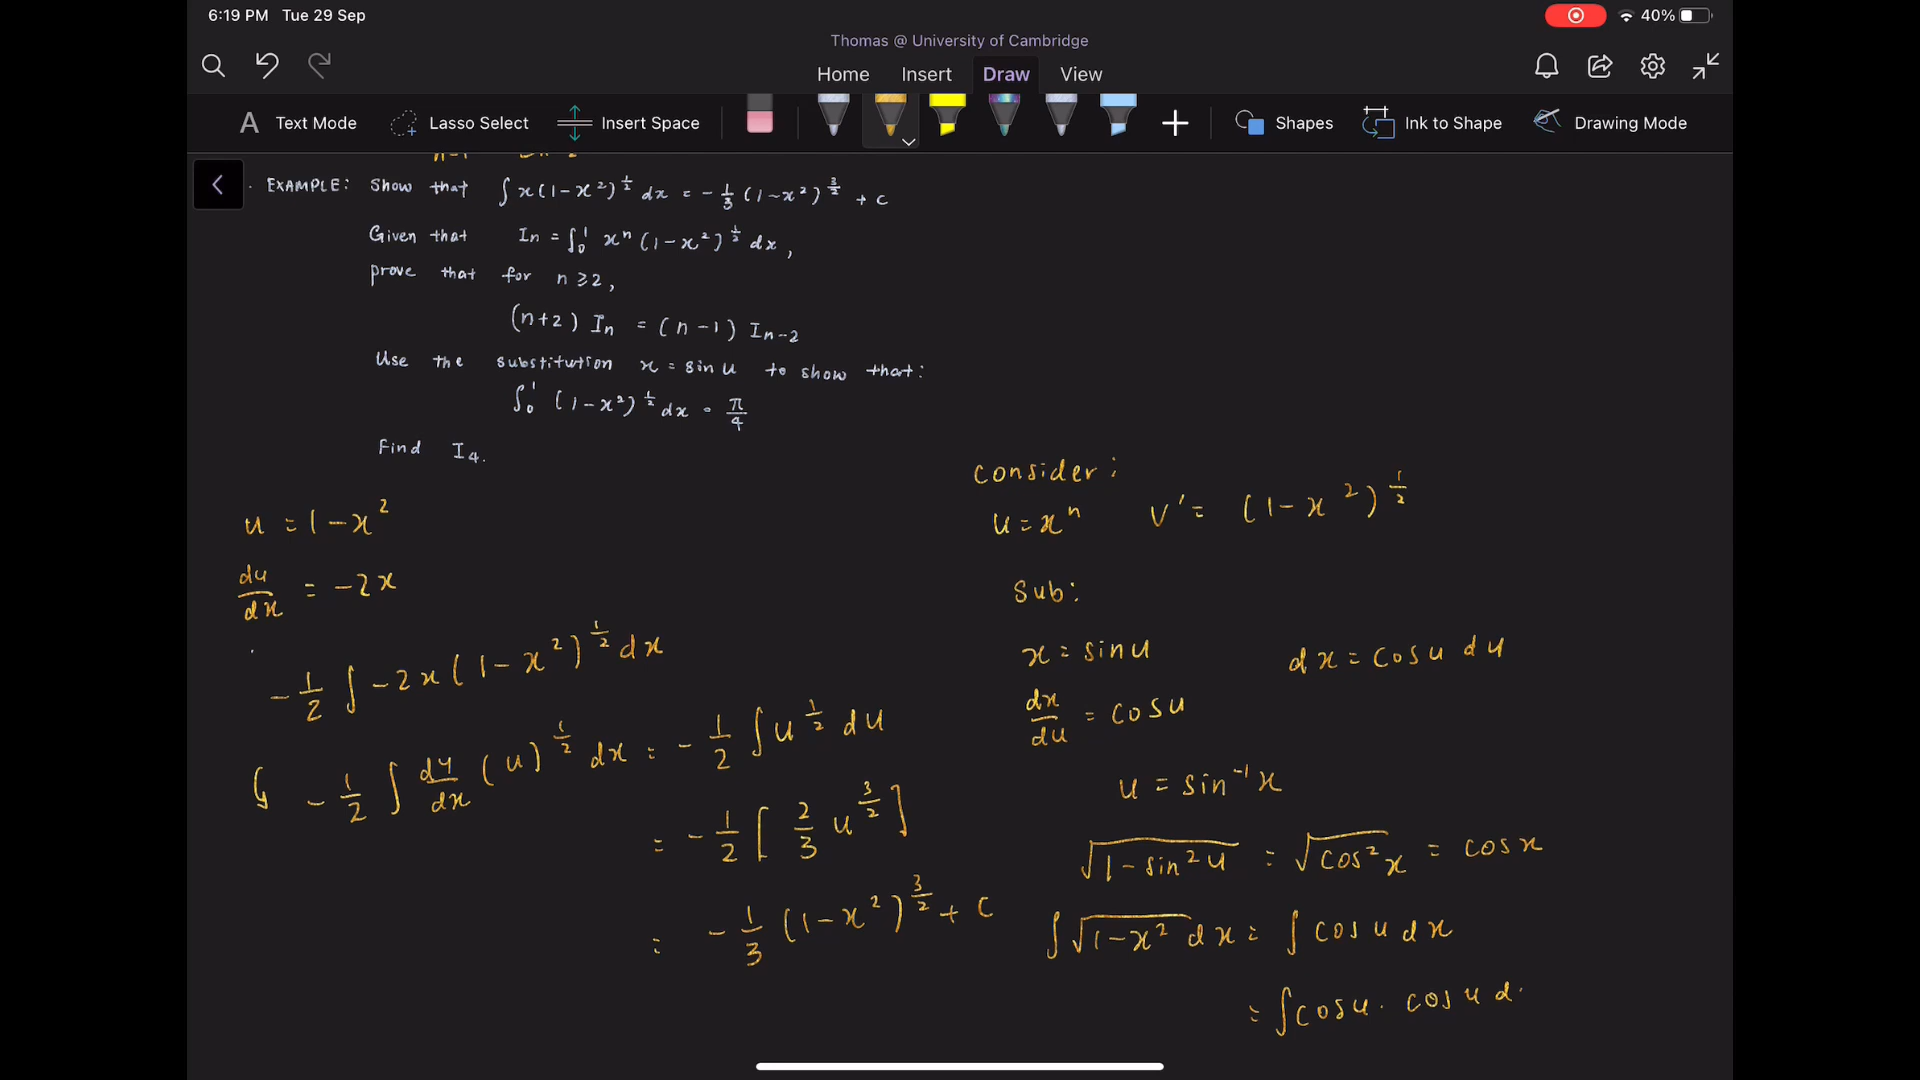 6:19 PM Tue 29 Sep
40%
Thomas @ University of Cambridge
Home Insert Draw View
A Text Mode Lasso Select Insert Space Shapes Ink to Shape Drawing Mode
EXAMPLE: Show that ∫ x(1-x²)^½ dx = -⅓ (1-x²)^(3/2) + c
Given that In = ∫₀¹ xⁿ (1-x²)^½ dx,
prove that for n ≥ 2,
(n+2) In = (n-1) In-2
Use the substitution x = sin u to show that:
∫₀¹ (1-x²)^½ dx = π/4
Find I4.
u = 1-x²
du/dx = -2x
-½ ∫ -2x (1-x²)^½ dx
-½ ∫ du/dx (u)^½ dx = -½ ∫ u^½ du
= -½ [ ⅔ u^(3/2) ]
= -⅓ (1-x²)^(3/2) + c
Consider:
u = xⁿ v' = (1-x²)^½
Sub:
x = sin u dx = cos u du
dx/du = cos u
u = sin⁻¹ x
√(1-sin² u) = √(cos² x) = cos x
∫ √(1-x²) dx = ∫ cos u dx
= ∫ cos u . cos u d